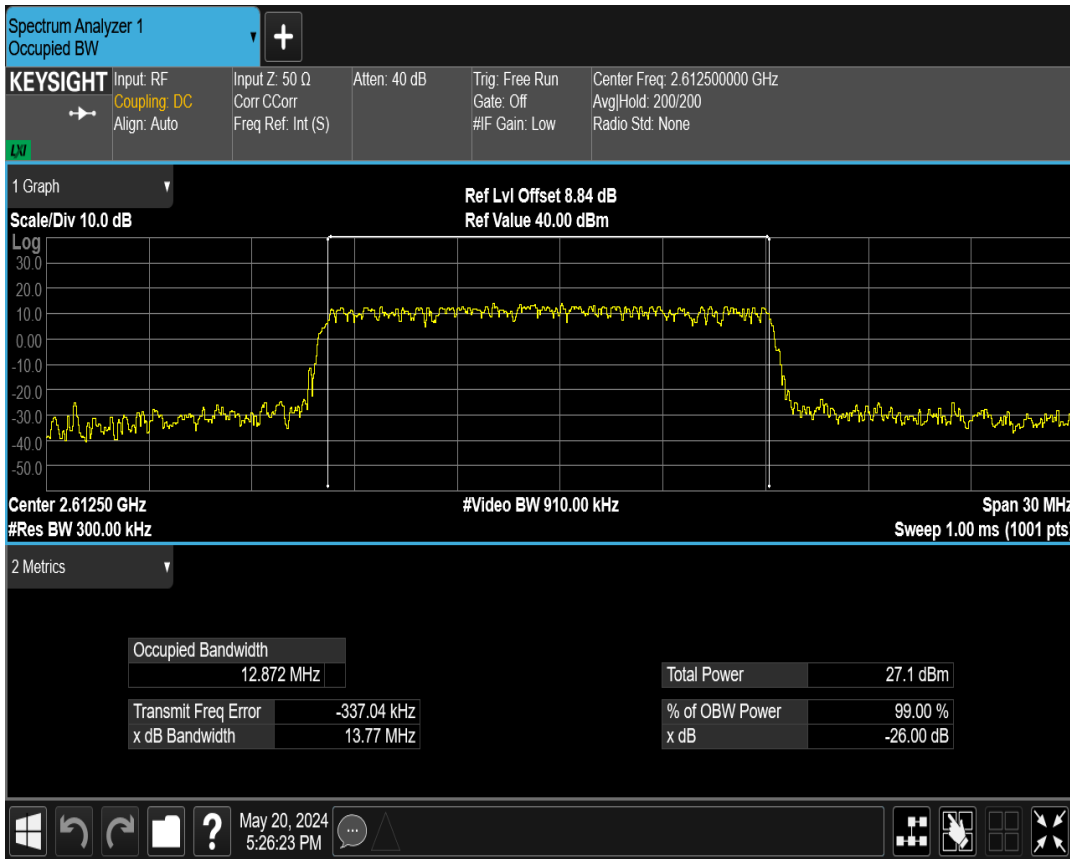 Spectrum Analyzer 1
Occupied BW
KEYSIGHT
LXI
Input: RF
Coupling: DC
Align: Auto
Input Z: 50 Ω
Corr CCorr
Freq Ref: Int (S)
Atten: 40 dB
Trig: Free Run
Gate: Off
#IF Gain: Low
Center Freq: 2.612500000 GHz
Avg|Hold: 200/200
Radio Std: None
1 Graph
Scale/Div 10.0 dB
Ref Lvl Offset 8.84 dB
Ref Value 40.00 dBm
Log
30.0
20.0
10.0
0.00
-10.0
-20.0
-30.0
-40.0
-50.0
Center 2.61250 GHz
#Res BW 300.00 kHz
#Video BW 910.00 kHz
Span 30 MHz
Sweep 1.00 ms (1001 pts)
2 Metrics
Occupied Bandwidth
12.872 MHz
Transmit Freq Error -337.04 kHz
x dB Bandwidth 13.77 MHz
Total Power 27.1 dBm
% of OBW Power 99.00 %
x dB -26.00 dB
?
May 20, 2024
5:26:23 PM